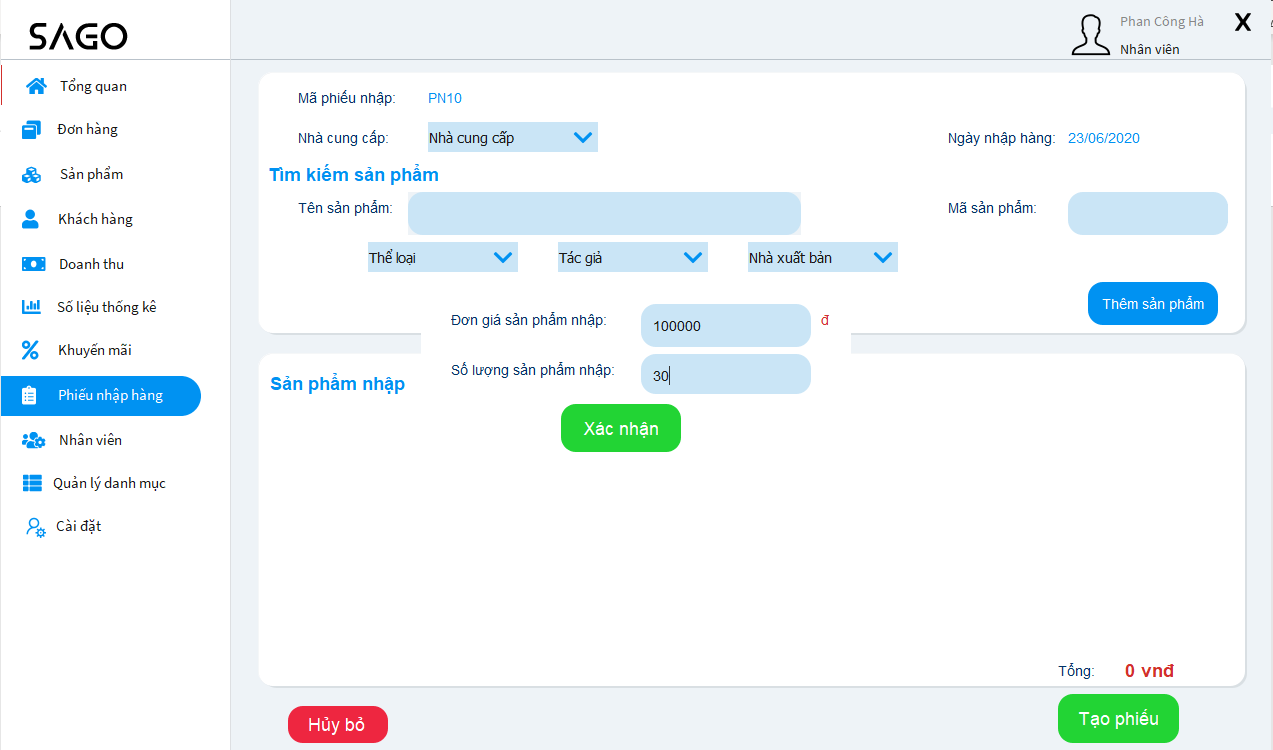 SAGO
Phan Công Hà
X
Nhân viên
Tổng quan
Đơn hàng
Sản phẩm
Khách hàng
Doanh thu
Số liệu thống kê
Khuyến mãi
Phiếu nhập hàng
Nhân viên
Quản lý danh mục
Cài đặt
Mã phiếu nhập: PN10
Nhà cung cấp: Nhà cung cấp
Ngày nhập hàng: 23/06/2020
Tìm kiếm sản phẩm
Tên sản phẩm:
Mã sản phẩm:
Thể loại
Tác giả
Nhà xuất bản
Thêm sản phẩm
Đơn giá sản phẩm nhập: 100000 đ
Số lượng sản phẩm nhập: 30
Xác nhận
Sản phẩm nhập
Tổng: 0 vnđ
Hủy bỏ
Tạo phiếu